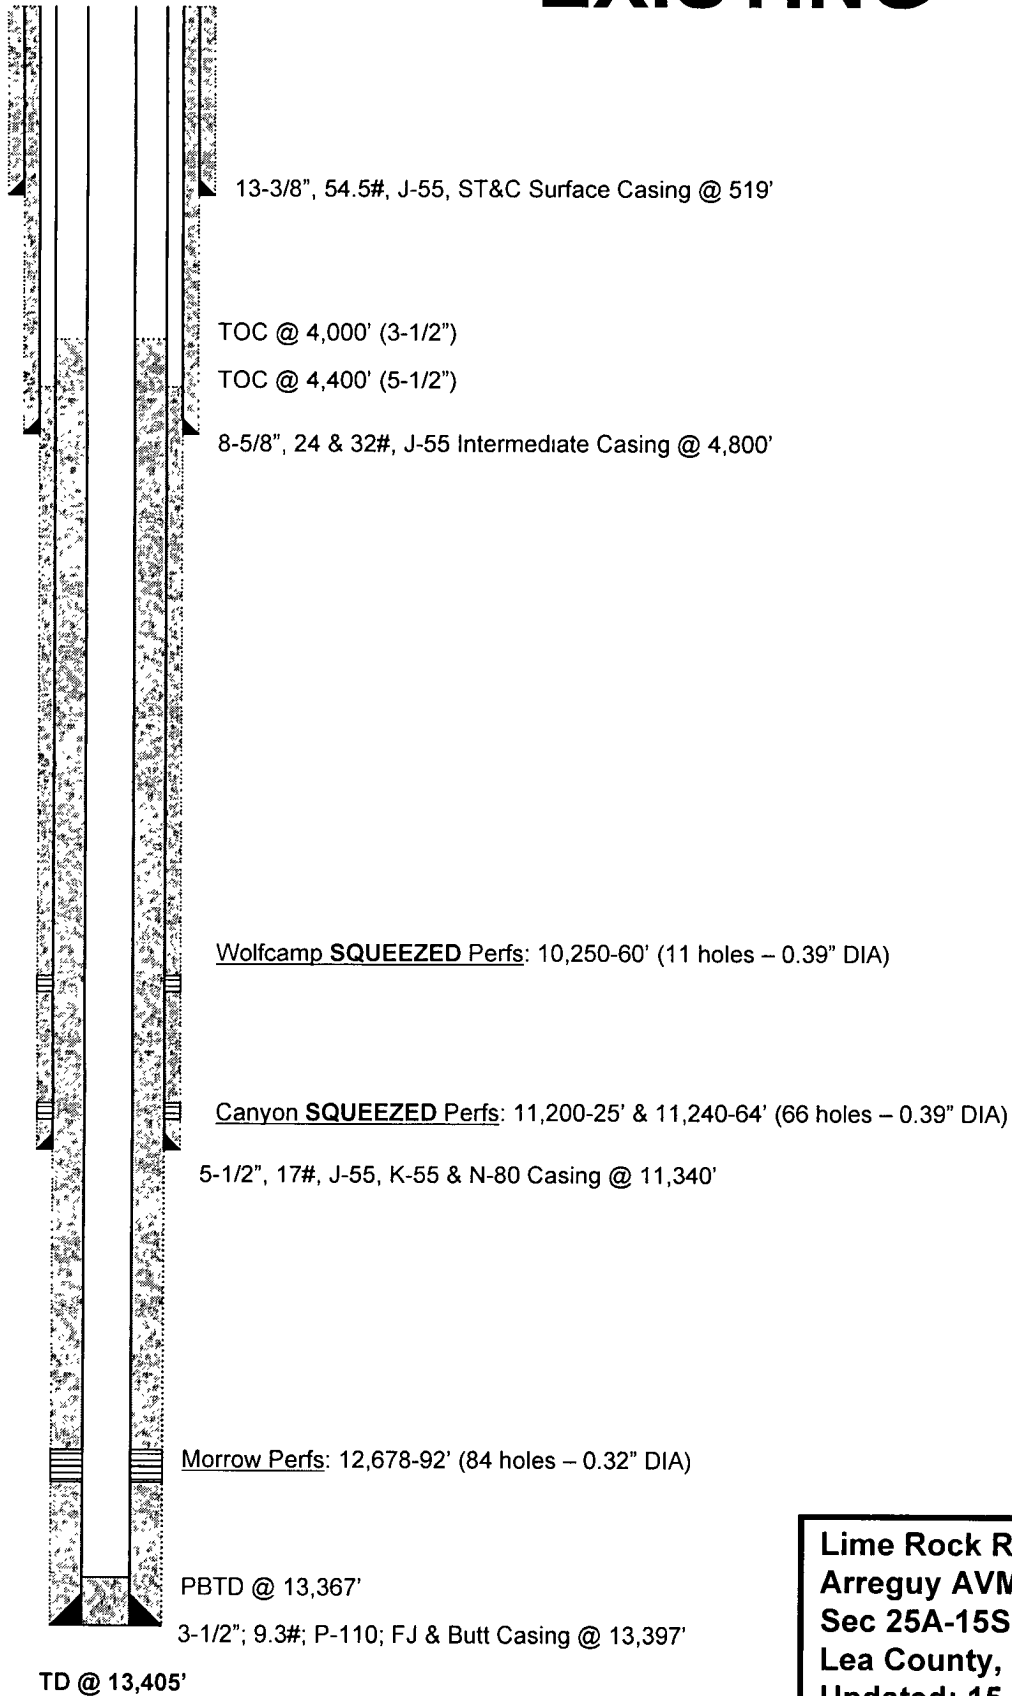 EXISTING
13-3/8", 54.5#, J-55, ST&C Surface Casing @ 519'
TOC @ 4,000' (3-1/2")
TOC @ 4,400' (5-1/2")
8-5/8", 24 & 32#, J-55 Intermediate Casing @ 4,800'
Wolfcamp SQUEEZED Perfs: 10,250-60' (11 holes – 0.39" DIA)
Canyon SQUEEZED Perfs: 11,200-25' & 11,240-64' (66 holes – 0.39" DIA)
5-1/2", 17#, J-55, K-55 & N-80 Casing @ 11,340'
Morrow Perfs: 12,678-92' (84 holes – 0.32" DIA)
PBTD @ 13,367'
3-1/2"; 9.3#; P-110; FJ & Butt Casing @ 13,397'
TD @ 13,405'
Lime Rock R
Arreguy AVM
Sec 25A-15S
Lea County,
Updated: 15